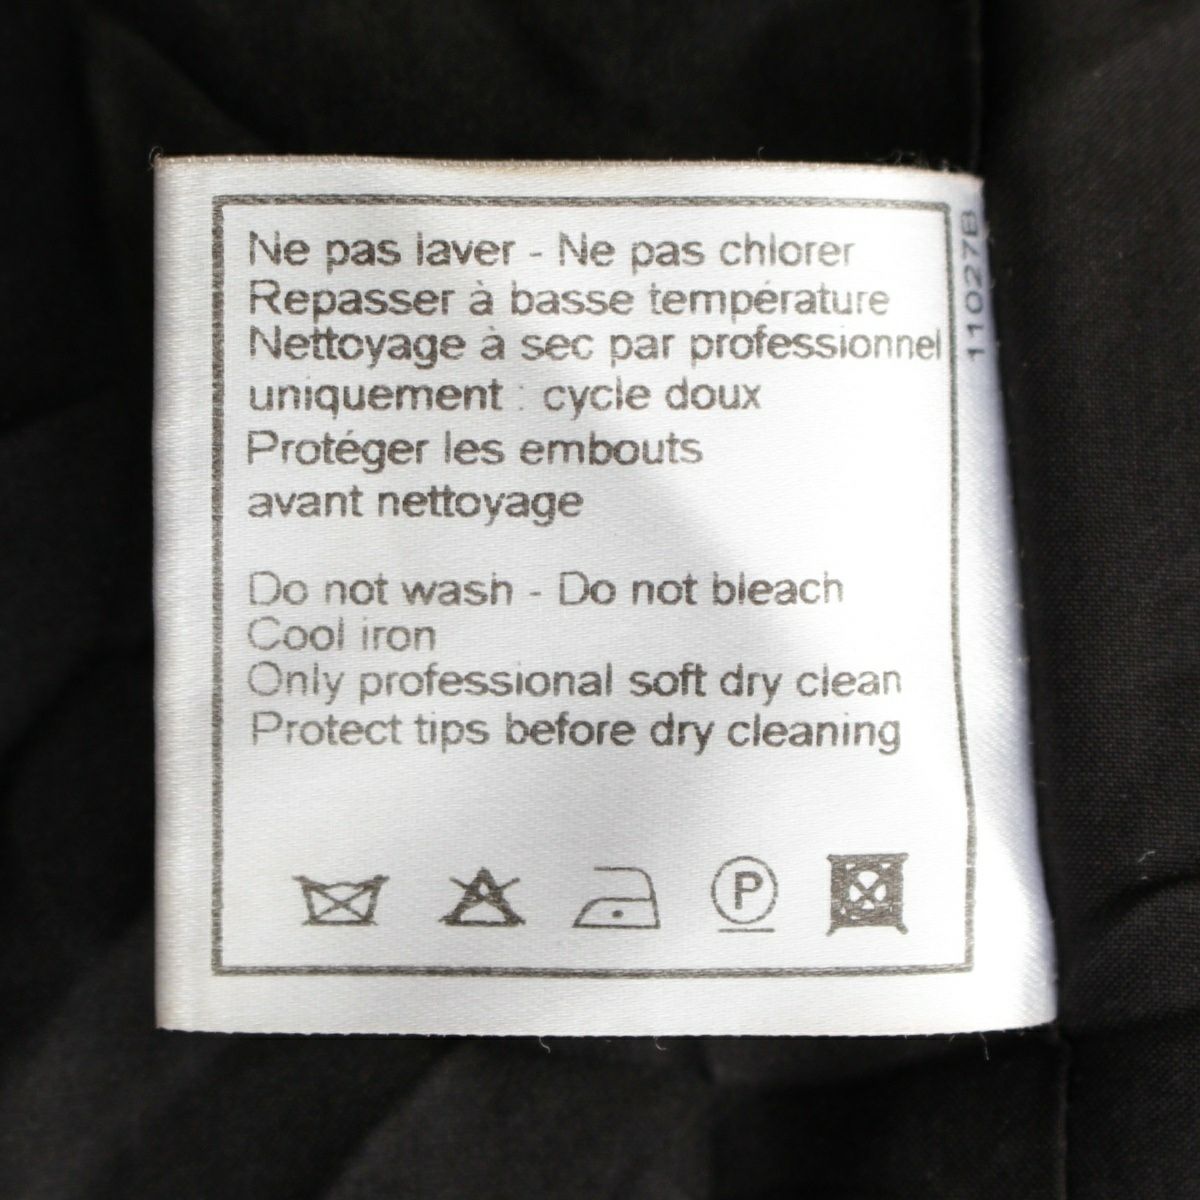 Ne pas laver - Ne pas chlorer
Repasser à basse température
Nettoyage à sec par professionnel
uniquement : cycle doux
Protéger les embouts
avant nettoyage
Do not wash - Do not bleach
Cool iron
Only professional soft dry clean
Protect tips before dry cleaning
P
11027B